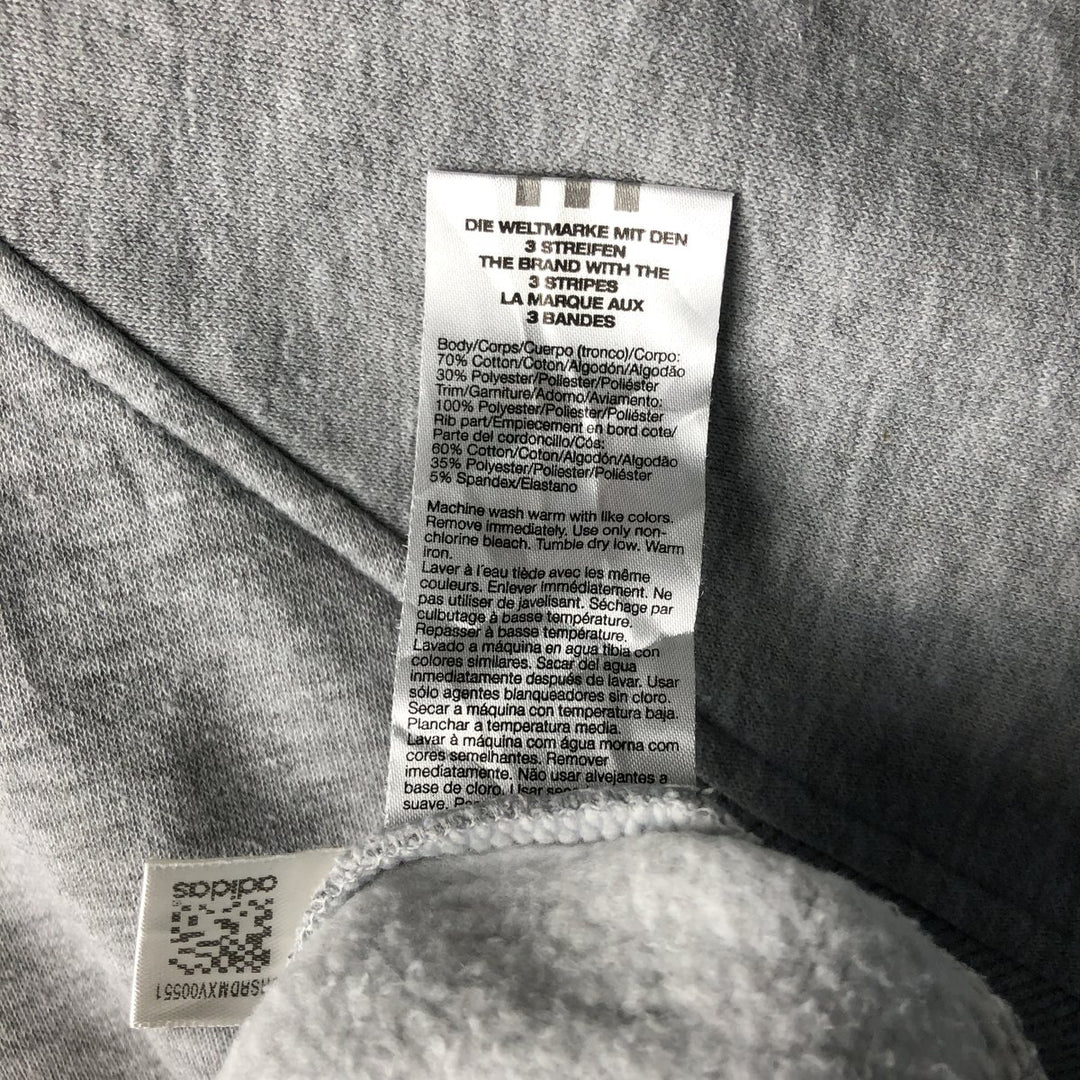 DIE WELTMARKE MIT DEN
3 STREIFEN
THE BRAND WITH THE
3 STRIPES
LA MARQUE AUX
3 BANDES
Body/Corps/Cuerpo (tronco)/Corpo:
70% Cotton/Coton/Algodón/Algodão
30% Polyester/Poliester/Poliéster
Trim/Garniture/Adorno/Aviamento:
100% Polyester/Poliester/Poliéster
Rib part/Empiecement en bord cote/
Parte del cordoncillo/Cós:
60% Cotton/Coton/Algodón/Algodão
35% Polyester/Poliester/Poliéster
5% Spandex/Elastano
Machine wash warm with like colors.
Remove immediately. Use only non-
chlorine bleach. Tumble dry low. Warm
iron.
Laver à l'eau tiède avec les même
couleurs. Enlever immédiatement. Ne
pas utiliser de javelisant. Séchage par
culbutage à basse température.
Repasser à basse température.
Lavado a máquina en agua tibia con
colores similares. Sacar del agua
inmediatamente después de lavar. Usar
sólo agentes blanqueadores sin cloro.
Secar a máquina con temperatura baja.
Planchar a temperatura media.
Lavar à máquina com água morna com
cores semelhantes. Remover
imediatamente. Não usar alvejantes a
base de cloro. Usar
suave.
adidas